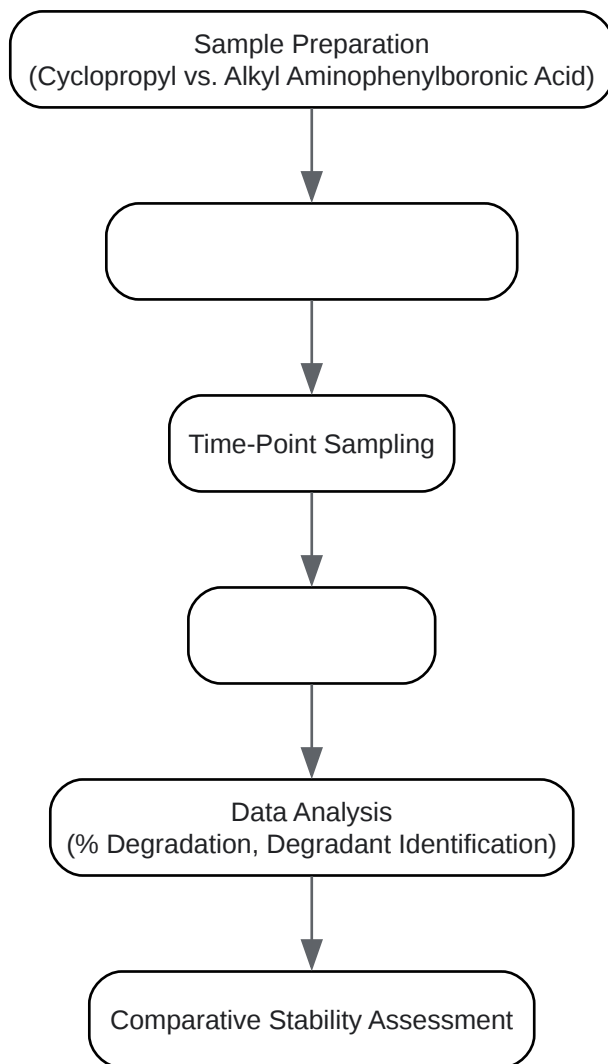 Sample Preparation
(Cyclopropyl vs. Alkyl Aminophenylboronic Acid)
Time-Point Sampling
Data Analysis
(% Degradation, Degradant Identification)
Comparative Stability Assessment